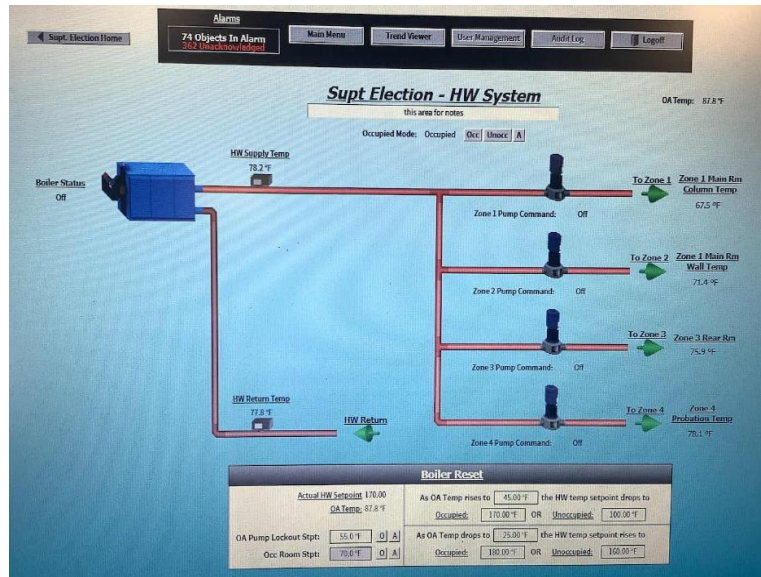 Alarms
Supt. Election Home
74 Objects In Alarm
362 Unacknowledged
Main Menu
Trend Viewer
User Management
Audit Log
Logoff
Supt Election - HW System
OA Temp: 87.8 °F
this area for notes
Occupied Mode: Occupied Occ Unocc A
HW Supply Temp
78.2 °F
Boiler Status
Off
To Zone 1
Zone 1 Main Rm
Column Temp
67.5 °F
Zone 1 Pump Command: Off
To Zone 2
Zone 1 Main Rm
Wall Temp
71.4 °F
Zone 2 Pump Command: Off
To Zone 3
Zone 3 Rear Rm
75.9 °F
Zone 3 Pump Command: Off
HW Return Temp
77.8 °F
HW Return
To Zone 4
Zone 4
Probation Temp
78.1 °F
Zone 4 Pump Command: Off
Boiler Reset
Actual HW Setpoint 170.00
OA Temp: 87.8 °F
OA Pump Lockout Stpt: 55.0 °F O A
Occ Room Stpt: 70.0 °F O A
As OA Temp rises to 45.00 °F the HW temp setpoint drops to
Occupied: 170.00 °F OR Unoccupied: 100.00 °F
As OA Temp drops to 25.00 °F the HW temp setpoint rises to
Occupied: 180.00 °F OR Unoccupied: 160.00 °F